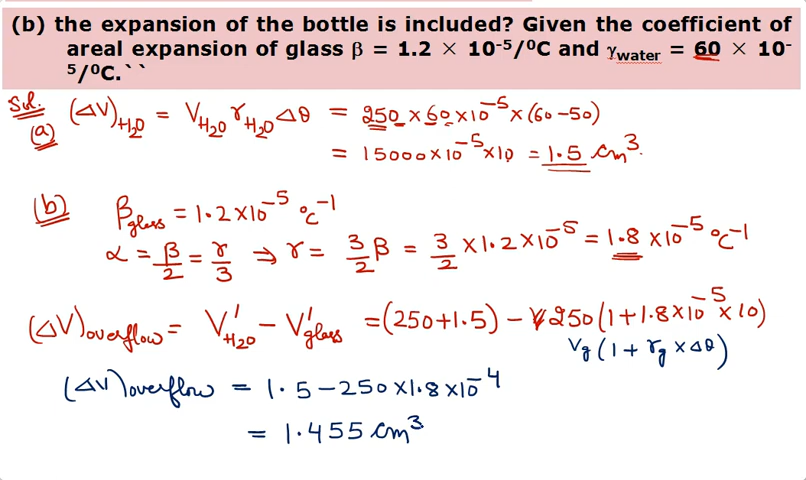 (b) the expansion of the bottle is included? Given the coefficient of
areal expansion of glass β = 1.2 × 10⁻⁵/⁰C and γwater = 60 × 10⁻
⁵/⁰C.``
Sol.
(a) (ΔV)H₂O = VH₂O γH₂O Δθ = 250 × 60 × 10⁻⁵ × (60-50)
= 15000 × 10⁻⁵ × 10 = 1.5 cm³.
(b) βglass = 1.2 × 10⁻⁵ °C⁻¹
α = β/2 = γ/3 ⇒ γ = 3/2 β = 3/2 × 1.2 × 10⁻⁵ = 1.8 × 10⁻⁵ °C⁻¹
(ΔV)overflow = V'H₂O - V'glass = (250+1.5) - 250(1+1.8×10⁻⁵×10)
Vg(1+γg×Δθ)
(ΔV)overflow = 1.5 - 250×1.8×10⁻⁴
= 1.455 cm³